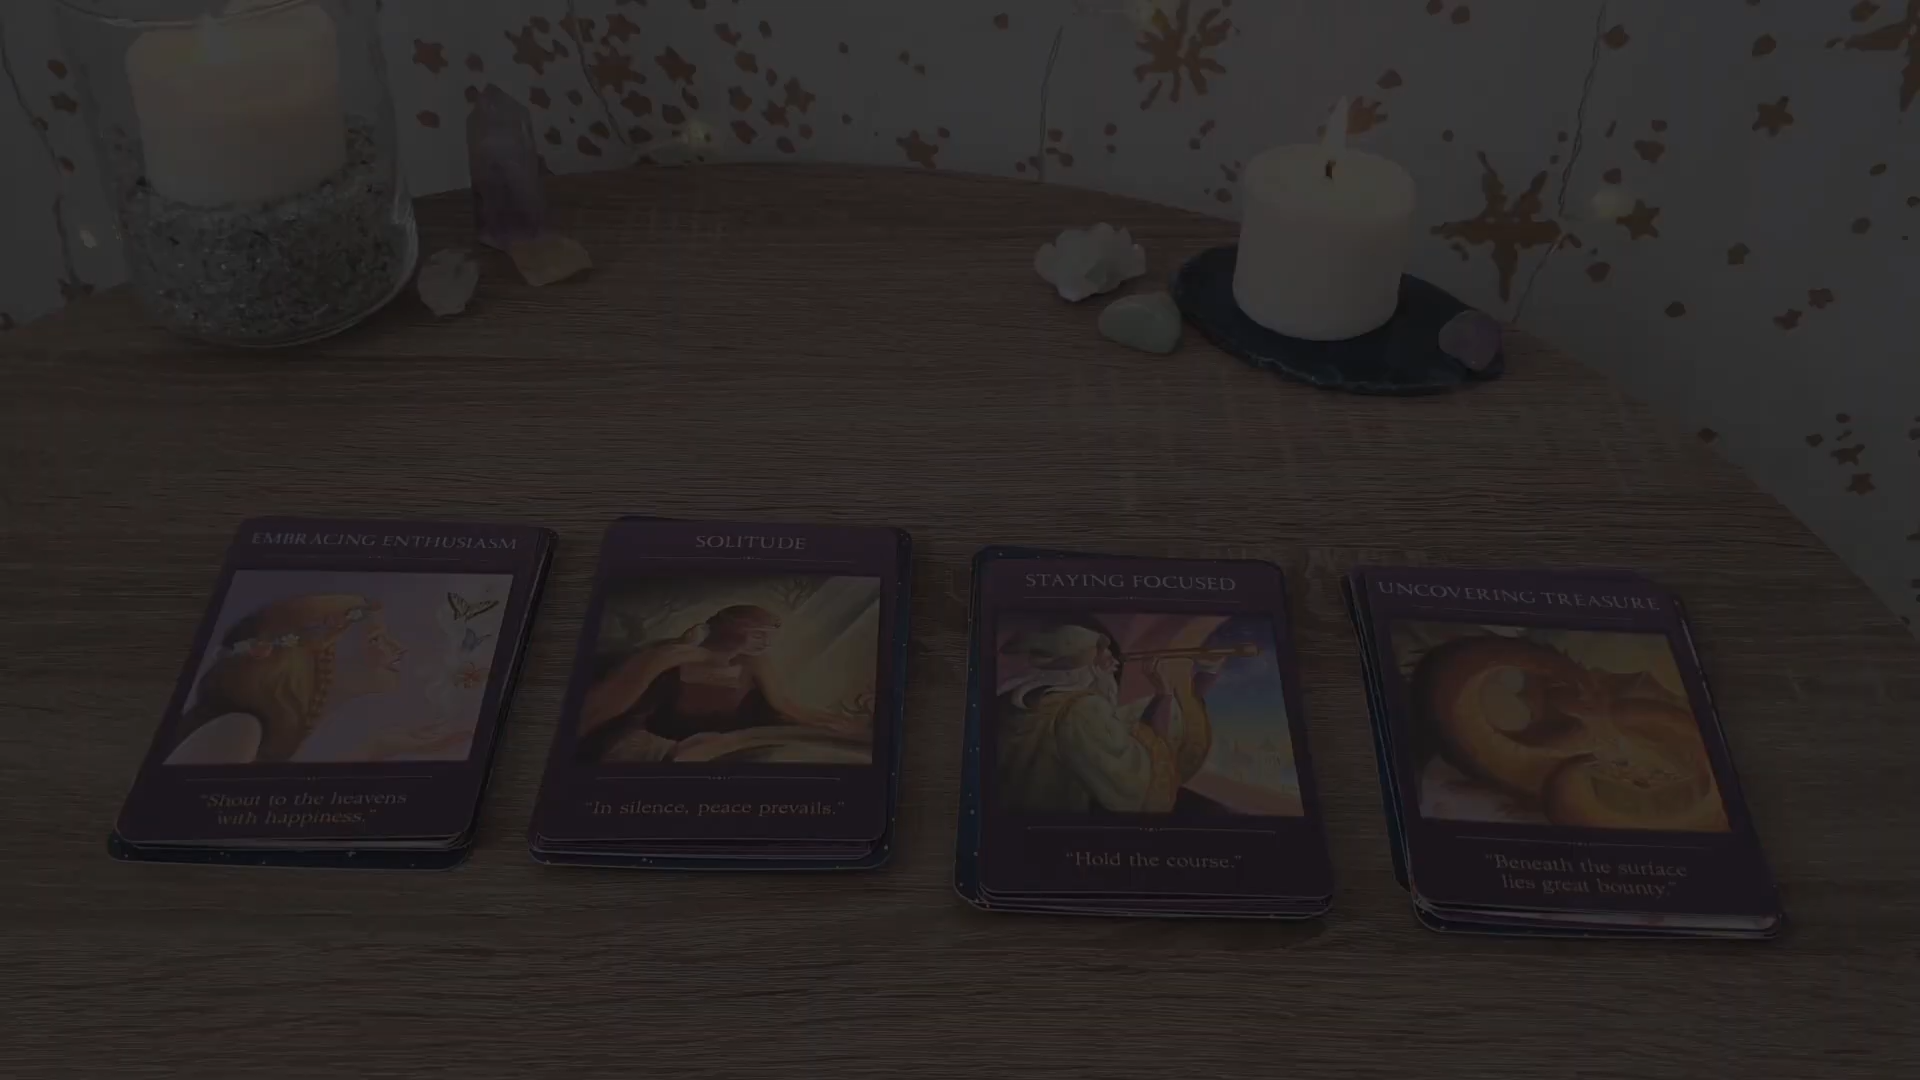 EMBRACING ENTHUSIASM
"Shout to the heavens
with happiness."
SOLITUDE
"In silence, peace prevails."
STAYING FOCUSED
"Hold the course."
UNCOVERING TREASURE
"Beneath the surface
lies great bounty."